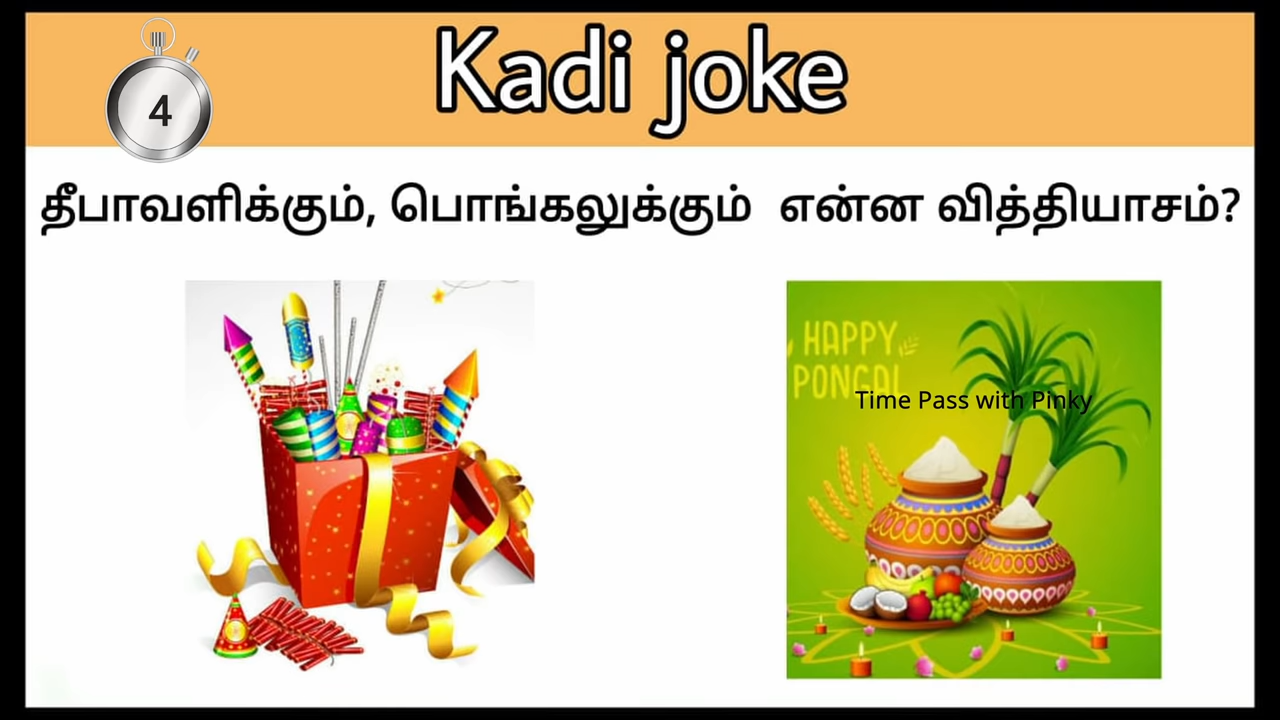 Kadi joke
4
தீபாவளிக்கும், பொங்கலுக்கும் என்ன வித்தியாசம்?
HAPPY
PONGAL
Time Pass with Pinky